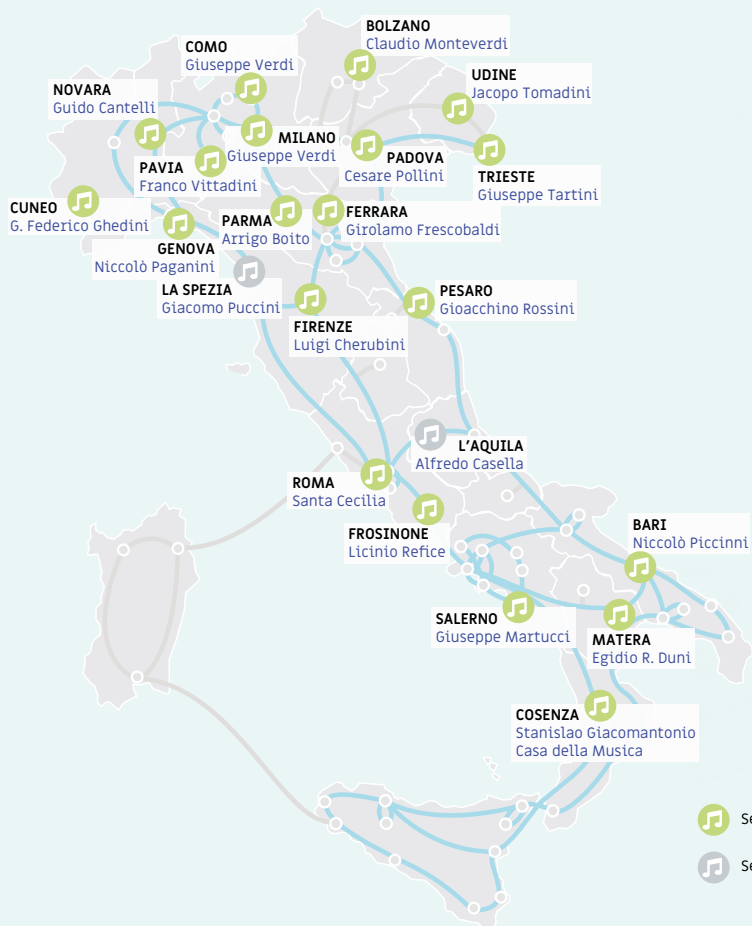 BOLZANO
Claudio Monteverdi
COMO
Giuseppe Verdi
UDINE
Jacopo Tomadini
NOVARA
Guido Cantelli
MILANO
Giuseppe Verdi
PADOVA
Cesare Pollini
PAVIA
Franco Vittadini
TRIESTE
Giuseppe Tartini
CUNEO
G. Federico Ghedini
PARMA
Arrigo Boito
FERRARA
Girolamo Frescobaldi
GENOVA
Niccolò Paganini
LA SPEZIA
Giacomo Puccini
PESARO
Gioacchino Rossini
FIRENZE
Luigi Cherubini
L'AQUILA
Alfredo Casella
ROMA
Santa Cecilia
FROSINONE
Licinio Refice
BARI
Niccolò Piccinni
SALERNO
Giuseppe Martucci
MATERA
Egidio R. Duni
COSENZA
Stanislao Giacomantonio
Casa della Musica
Se
Se